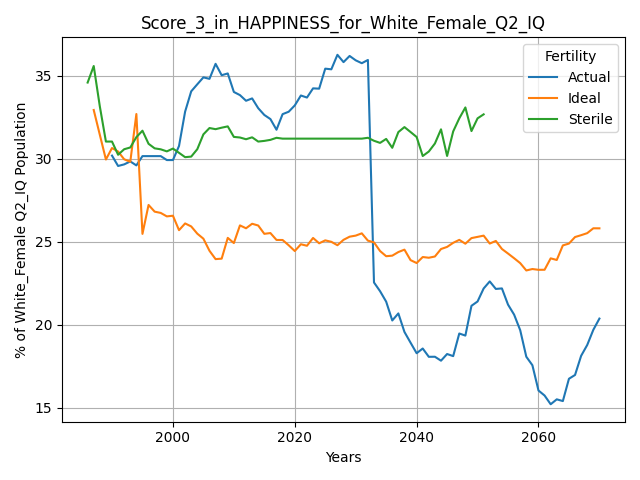 Score_3_in_HAPPINESS_for_White_Female_Q2_IQ
Fertility
Actual
Ideal
Sterile
% of White_Female Q2_IQ Population
35
30
25
20
15
2000
2020
2040
2060
Years